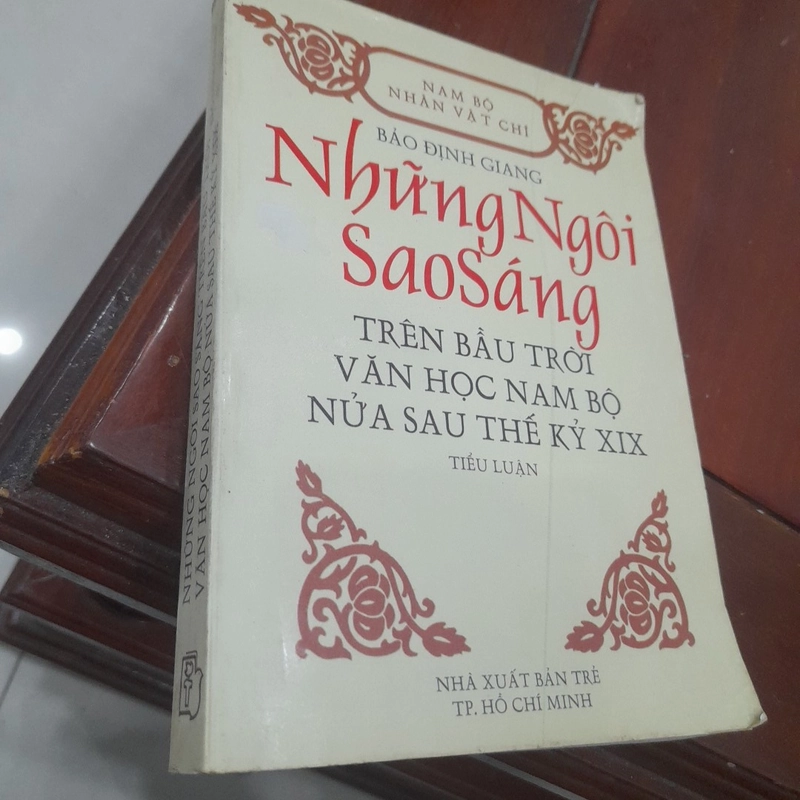 NAM BỘ
NHÂN VẬT CHÍ
BẢO ĐỊNH GIANG
Những Ngôi
Sao Sáng
TRÊN BẦU TRỜI
VĂN HỌC NAM BỘ
NỬA SAU THẾ KỶ XIX
TIỂU LUẬN
NHÀ XUẤT BẢN TRẺ
TP. HỒ CHÍ MINH
NHỮNG NGÔI SAO SÁNG TRÊN
VĂN HỌC NAM BỘ NỬA SAU THẾ KỶ XIX